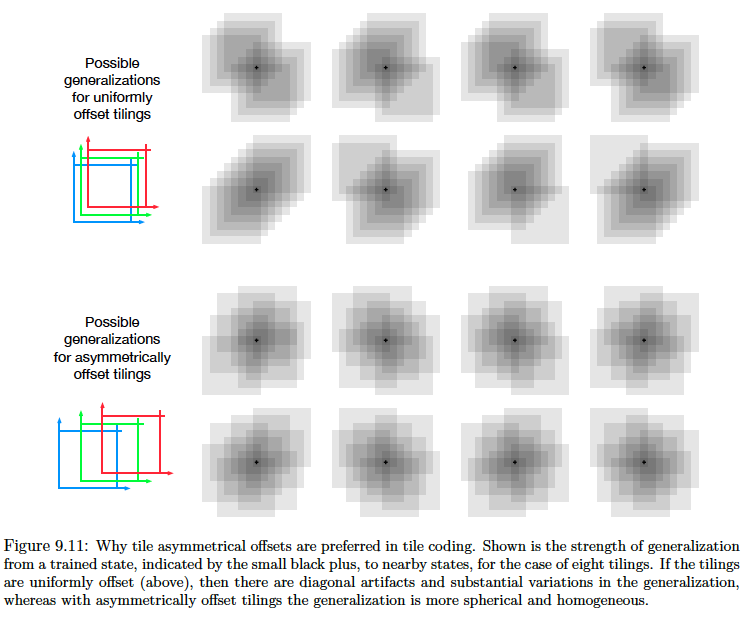 Possible
generalizations
for uniformly
offset tilings
Possible
generalizations
for asymmetrically
offset tilings
Figure 9.11: Why tile asymmetrical offsets are preferred in tile coding. Shown is the strength of generalization
from a trained state, indicated by the small black plus, to nearby states, for the case of eight tilings. If the tilings
are uniformly offset (above), then there are diagonal artifacts and substantial variations in the generalization,
whereas with asymmetrically offset tilings the generalization is more spherical and homogeneous.